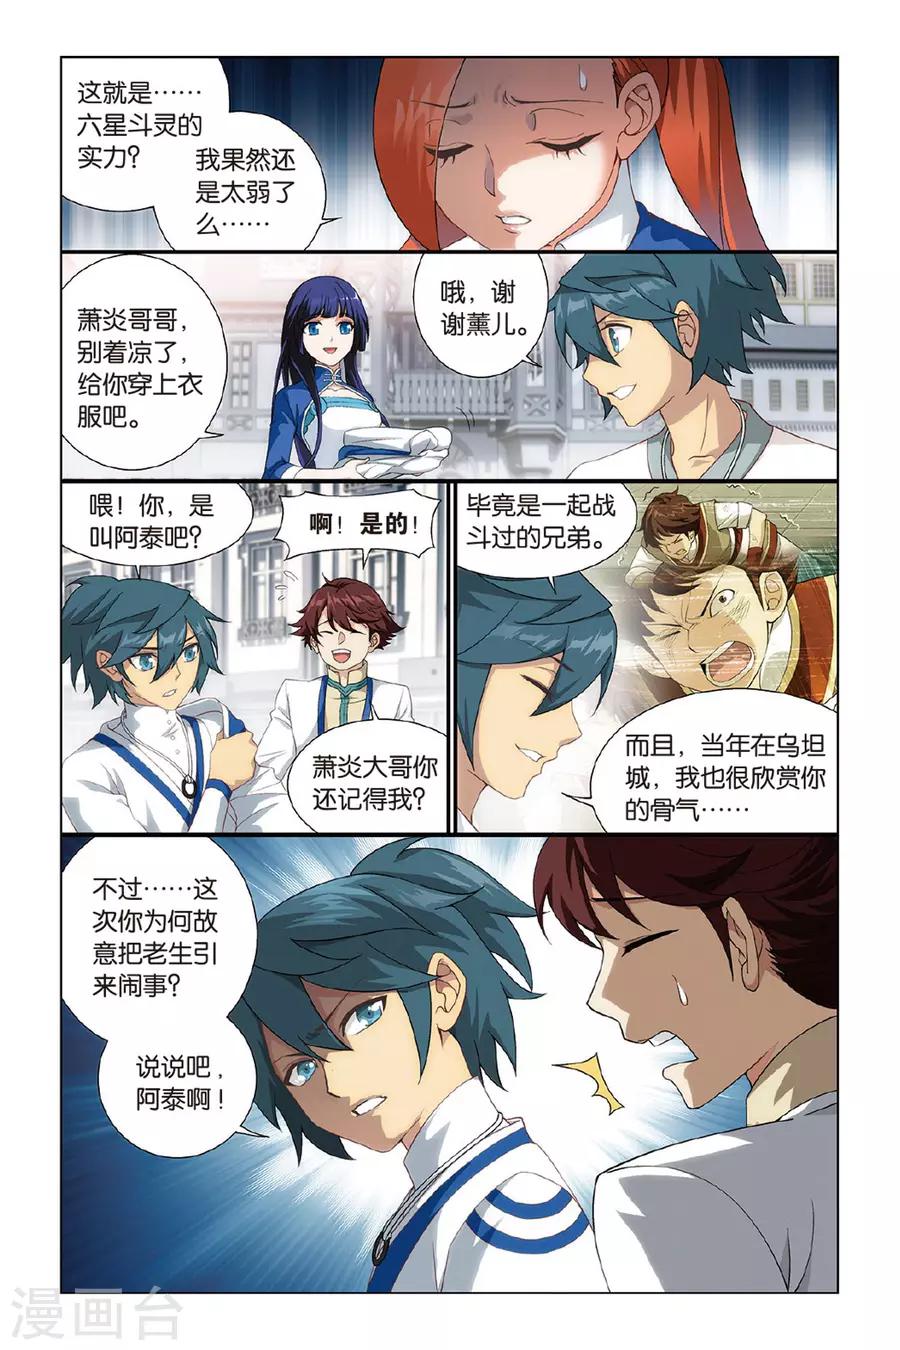 这就是……
六星斗灵的
实力？
我果然还
是太弱了
么……
萧炎哥哥，
别着凉了，
给你穿上衣
服吧。
哦，谢
谢薰儿。
喂！你，是
叫阿泰吧？
啊！是的！
萧炎大哥你
还记得我？
毕竟是一起战
斗过的兄弟。
而且，当年在乌坦
城，我也很欣赏你
的骨气……
不过……这
次你为何故
意把老生引
来闹事？
说说吧，
阿泰啊！
漫画台